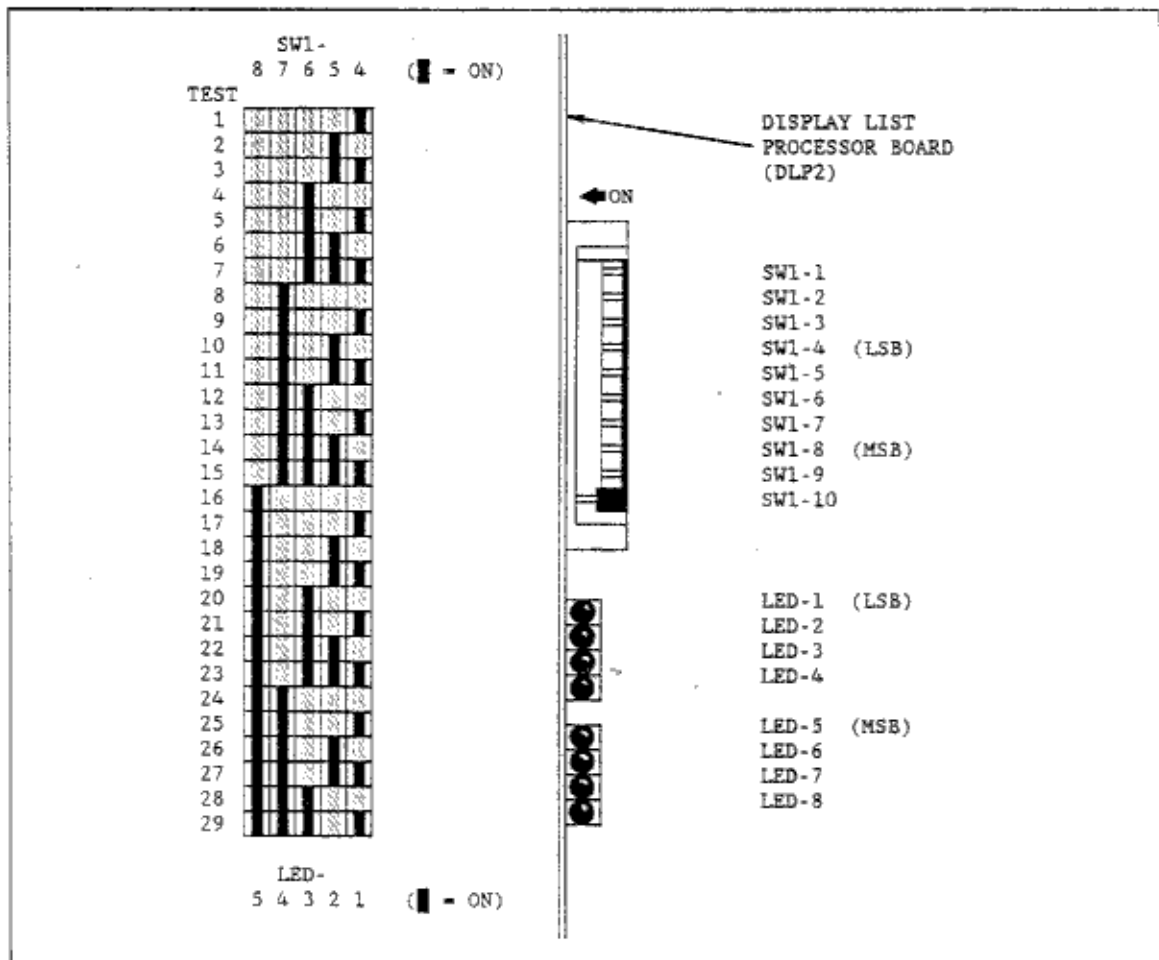 SW1-
8 7 6 5 4 (▮ = ON)
TEST
1
2
3
4
5
6
7
8
9
10
11
12
13
14
15
16
17
18
19
20
21
22
23
24
25
26
27
28
29
LED-
5 4 3 2 1 (▮ = ON)
DISPLAY LIST
PROCESSOR BOARD
(DLP2)
ON
SW1-1
SW1-2
SW1-3
SW1-4 (LSB)
SW1-5
SW1-6
SW1-7
SW1-8 (MSB)
SW1-9
SW1-10
LED-1 (LSB)
LED-2
LED-3
LED-4
LED-5 (MSB)
LED-6
LED-7
LED-8